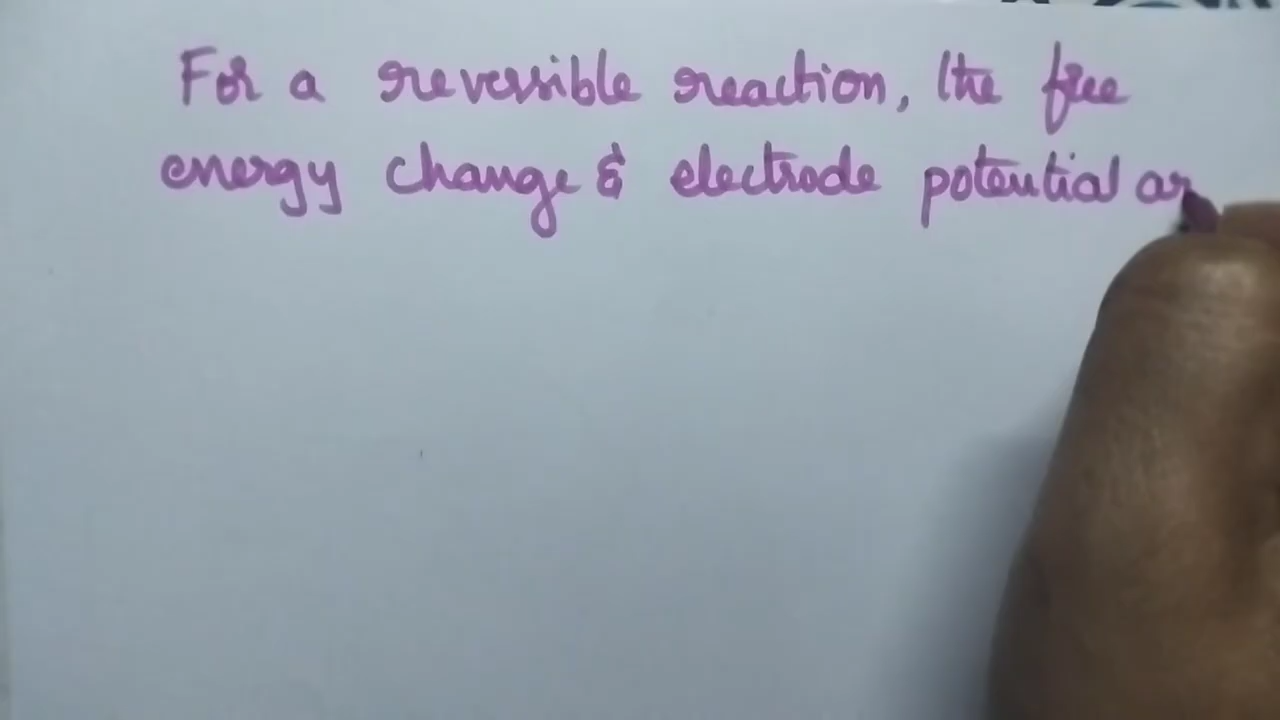 For a reversible reaction, the free
energy change & electrode potential ar